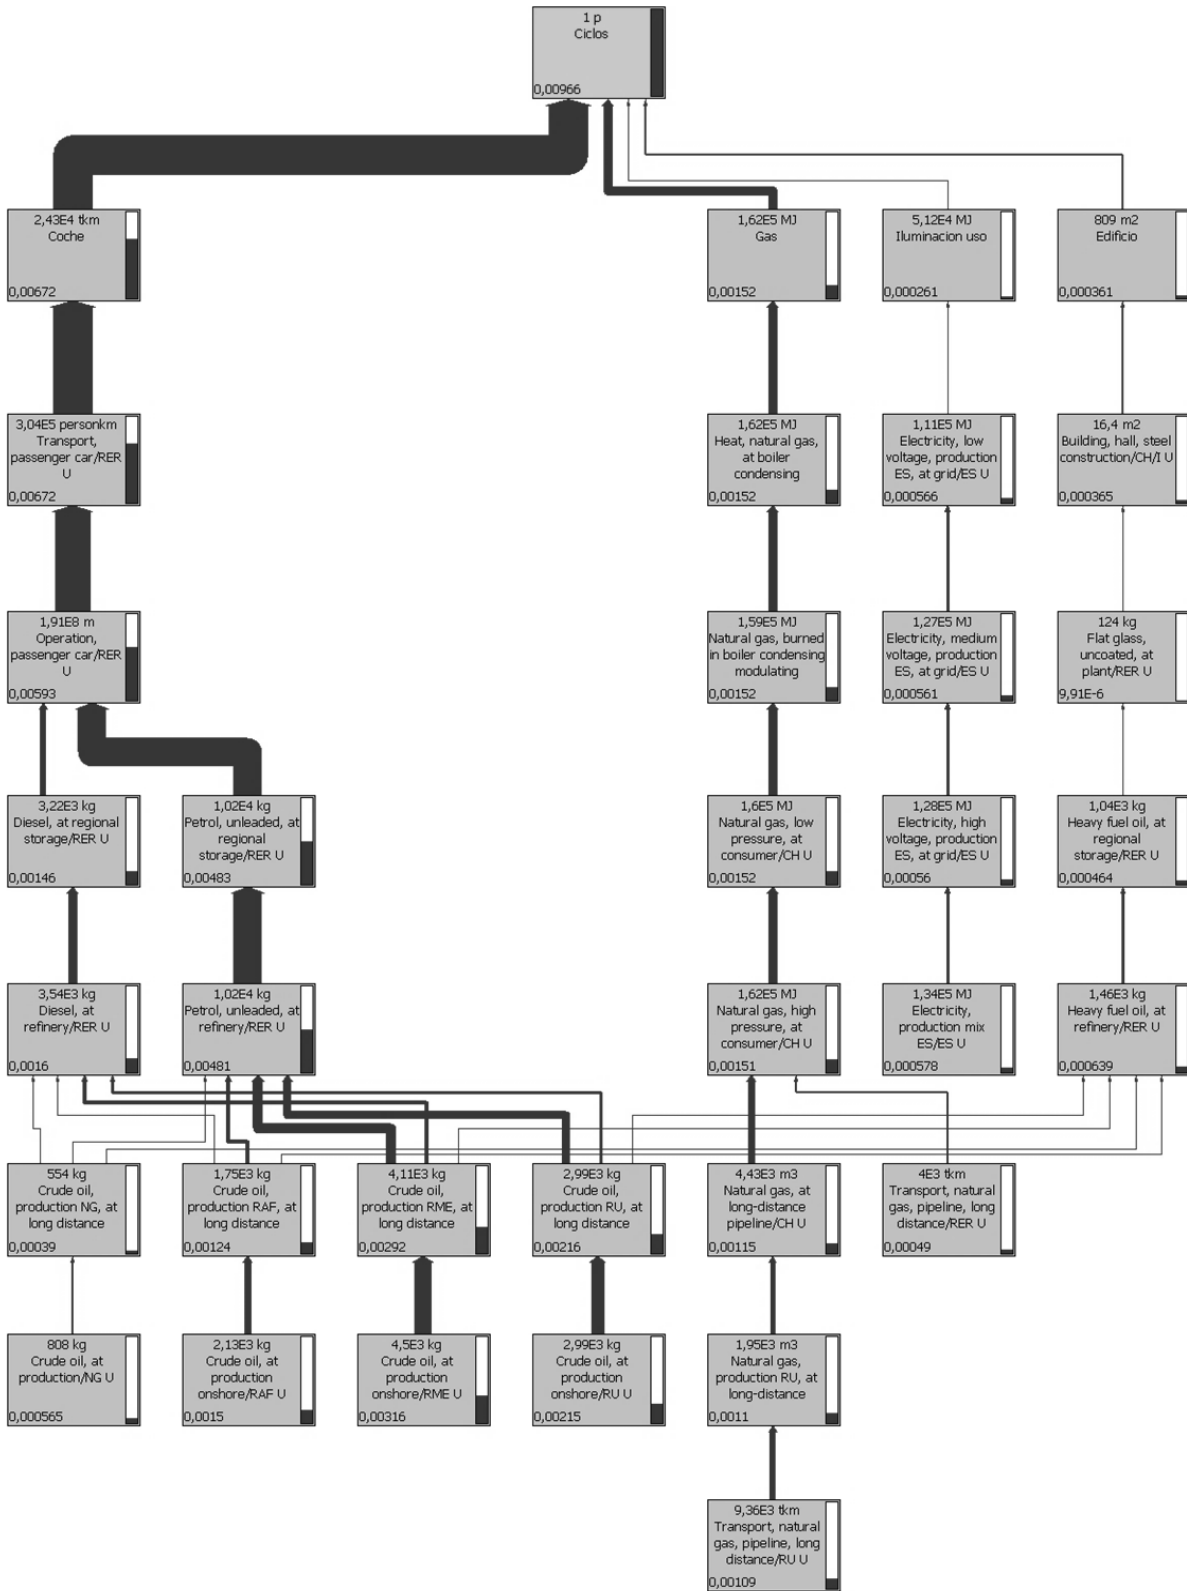 1 p
Ciclos
0,00966
2,43E4 tkm
Coche
0,00672
1,62E5 MJ
Gas
0,00152
5,12E4 MJ
Iluminacion uso
0,000261
809 m2
Edificio
0,000361
3,04E5 personkm
Transport,
passenger car/RER
U
0,00672
1,62E5 MJ
Heat, natural gas,
at boiler
condensing
0,00152
1,11E5 MJ
Electricity, low
voltage, production
ES, at grid/ES U
0,000566
16,4 m2
Building, hall, steel
construction/CH/I U
0,000365
1,91E8 m
Operation,
passenger car/RER
U
0,00593
1,59E5 MJ
Natural gas, burned
in boiler condensing
modulating
0,00152
1,27E5 MJ
Electricity, medium
voltage, production
ES, at grid/ES U
0,000561
124 kg
Flat glass,
uncoated, at
plant/RER U
9,91E-6
3,22E3 kg
Diesel, at regional
storage/RER U
0,00146
1,02E4 kg
Petrol, unleaded, at
regional
storage/RER U
0,00483
1,6E5 MJ
Natural gas, low
pressure, at
consumer/CH U
0,00152
1,28E5 MJ
Electricity, high
voltage, production
ES, at grid/ES U
0,00056
1,04E3 kg
Heavy fuel oil, at
regional
storage/RER U
0,000464
3,54E3 kg
Diesel, at
refinery/RER U
0,0016
1,02E4 kg
Petrol, unleaded, at
refinery/RER U
0,00481
1,62E5 MJ
Natural gas, high
pressure, at
consumer/CH U
0,00151
1,34E5 MJ
Electricity,
production mix
ES/ES U
0,000578
1,46E3 kg
Heavy fuel oil, at
refinery/RER U
0,000639
554 kg
Crude oil,
production NG, at
long distance
0,00039
1,75E3 kg
Crude oil,
production RAF, at
long distance
0,00124
4,11E3 kg
Crude oil,
production RME, at
long distance
0,00292
2,99E3 kg
Crude oil,
production RU, at
long distance
0,00216
4,43E3 m3
Natural gas, at
long-distance
pipeline/CH U
0,00115
4E3 tkm
Transport, natural
gas, pipeline, long
distance/RER U
0,00049
808 kg
Crude oil, at
production/NG U
0,000565
2,13E3 kg
Crude oil, at
production
onshore/RAF U
0,0015
4,5E3 kg
Crude oil, at
production
onshore/RME U
0,00316
2,99E3 kg
Crude oil, at
production
onshore/RU U
0,00215
1,95E3 m3
Natural gas,
production RU, at
long-distance
0,0011
9,36E3 tkm
Transport, natural
gas, pipeline, long
distance/RU U
0,00109